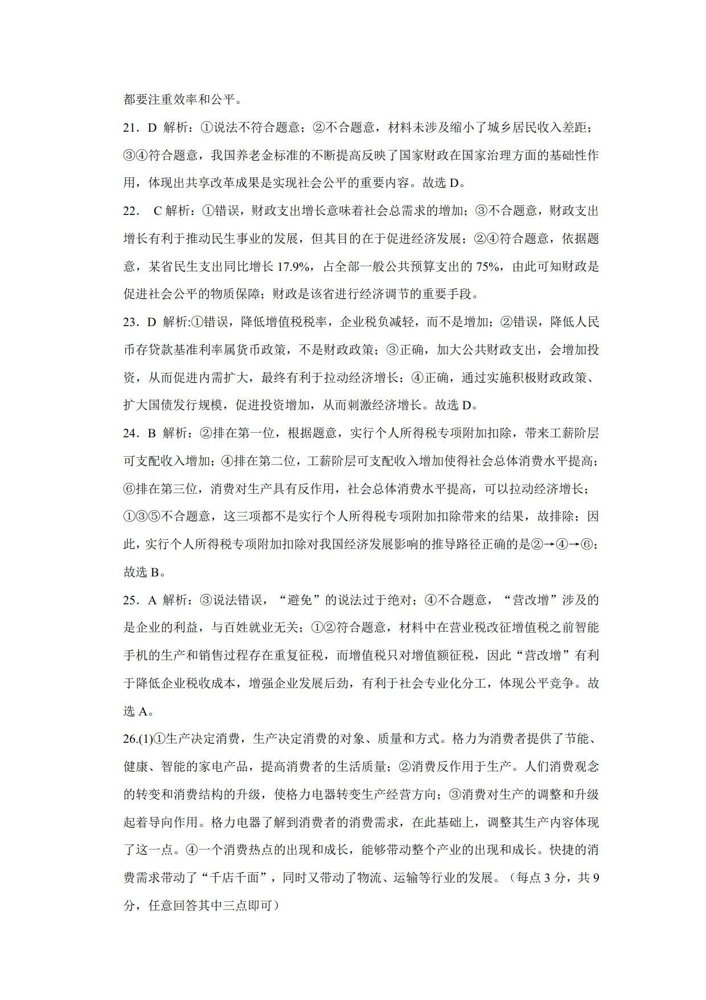 都要注重效率和公平。
21．D 解析：①说法不符合题意；②不合题意，材料未涉及缩小了城乡居民收入差距；
③④符合题意，我国养老金标准的不断提高反映了国家财政在国家治理方面的基础性作
用，体现出共享改革成果是实现社会公平的重要内容。故选 D。
22． C 解析：①错误，财政支出增长意味着社会总需求的增加；③不合题意，财政支出
增长有利于推动民生事业的发展，但其目的在于促进经济发展；②④符合题意，依据题
意，某省民生支出同比增长 17.9%，占全部一般公共预算支出的 75%，由此可知财政是
促进社会公平的物质保障；财政是该省进行经济调节的重要手段。
23．D 解析:①错误，降低增值税税率，企业税负减轻，而不是增加；②错误，降低人民
币存贷款基准利率属货币政策，不是财政政策；③正确，加大公共财政支出，会增加投
资，从而促进内需扩大，最终有利于拉动经济增长；④正确，通过实施积极财政政策、
扩大国债发行规模，促进投资增加，从而刺激经济增长。故选 D。
24．B 解析：②排在第一位，根据题意，实行个人所得税专项附加扣除，带来工薪阶层
可支配收入增加；④排在第二位，工薪阶层可支配收入增加使得社会总体消费水平提高；
⑥排在第三位，消费对生产具有反作用，社会总体消费水平提高，可以拉动经济增长；
①③⑤不合题意，这三项都不是实行个人所得税专项附加扣除带来的结果，故排除；因
此，实行个人所得税专项附加扣除对我国经济发展影响的推导路径正确的是②→④→⑥；
故选 B。
25．A 解析：③说法错误，“避免”的说法过于绝对；④不合题意，“营改增”涉及的
是企业的利益，与百姓就业无关；①②符合题意，材料中在营业税改征增值税之前智能
手机的生产和销售过程存在重复征税，而增值税只对增值额征税，因此“营改增”有利
于降低企业税收成本，增强企业发展后劲，有利于社会专业化分工，体现公平竞争。故
选 A。
26.(1)①生产决定消费，生产决定消费的对象、质量和方式。格力为消费者提供了节能、
健康、智能的家电产品，提高消费者的生活质量；②消费反作用于生产。人们消费观念
的转变和消费结构的升级，使格力电器转变生产经营方向；③消费对生产的调整和升级
起着导向作用。格力电器了解到消费者的消费需求，在此基础上，调整其生产内容体现
了这一点。④一个消费热点的出现和成长，能够带动整个产业的出现和成长。快捷的消
费需求带动了“千店千面”，同时又带动了物流、运输等行业的发展。（每点 3 分，共 9
分，任意回答其中三点即可）